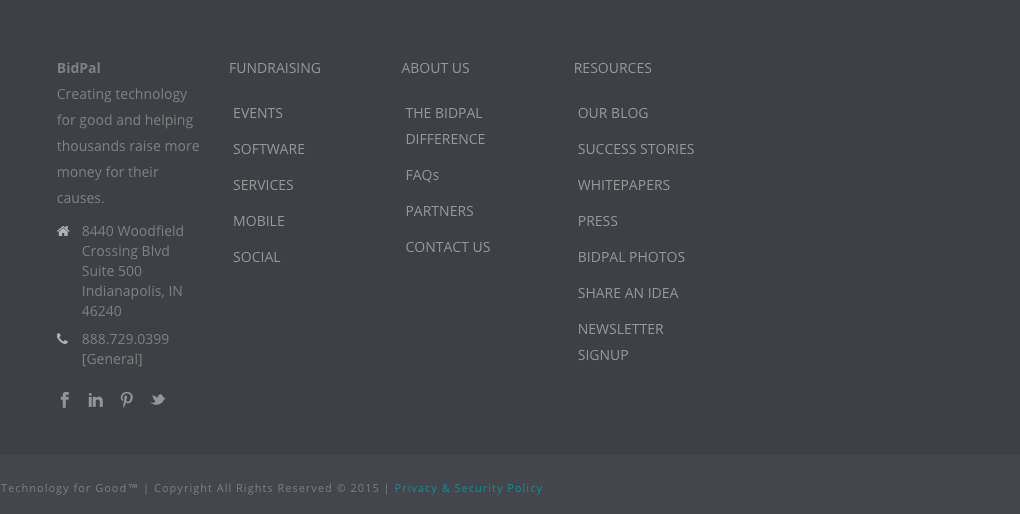 BidPal
Creating technology
for good and helping
thousands raise more
money for their
causes.
8440 Woodfield
Crossing Blvd
Suite 500
Indianapolis, IN
46240
888.729.0399
[General]
FUNDRAISING
EVENTS
SOFTWARE
SERVICES
MOBILE
SOCIAL
ABOUT US
THE BIDPAL
DIFFERENCE
FAQs
PARTNERS
CONTACT US
RESOURCES
OUR BLOG
SUCCESS STORIES
WHITEPAPERS
PRESS
BIDPAL PHOTOS
SHARE AN IDEA
NEWSLETTER
SIGNUP
Technology for Good™ | Copyright All Rights Reserved © 2015 | Privacy & Security Policy